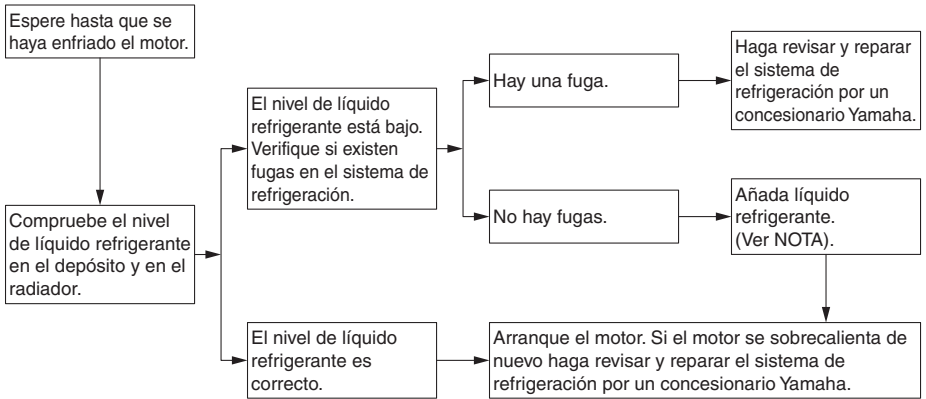 Espere hasta que se
haya enfriado el motor.
Compruebe el nivel
de líquido refrigerante
en el depósito y en el
radiador.
El nivel de líquido
refrigerante está bajo.
Verifique si existen
fugas en el sistema de
refrigeración.
Hay una fuga.
Haga revisar y reparar
el sistema de
refrigeración por un
concesionario Yamaha.
No hay fugas.
Añada líquido
refrigerante.
(Ver NOTA).
El nivel de líquido
refrigerante es
correcto.
Arranque el motor. Si el motor se sobrecalienta de
nuevo haga revisar y reparar el sistema de
refrigeración por un concesionario Yamaha.